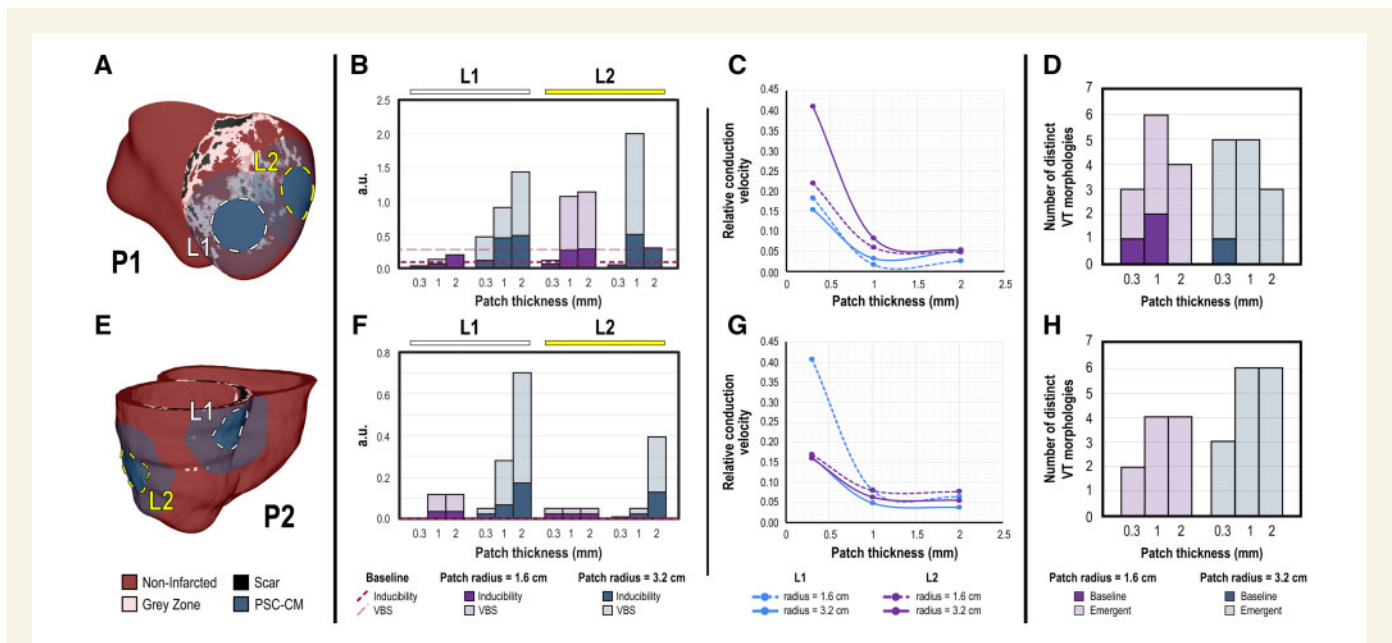 A
L2
L1
P1
B
L1 L2
2.5
2.0
1.5
1.0
0.5
0.0
a.u.
0.3 1 2 0.3 1 2 0.3 1 2 0.3 1 2
Patch thickness (mm)
C
0.45
0.40
0.35
0.30
0.25
0.20
0.15
0.10
0.05
0.00
Relative conduction
velocity
0 0.5 1 1.5 2 2.5
Patch thickness (mm)
D
7
6
5
4
3
2
1
0
Number of distinct
VT morphologies
0.3 1 2 0.3 1 2
Patch thickness (mm)
E
L1
L2
P2
Non-Infarcted
Scar
Grey Zone
PSC-CM
F
L1 L2
0.8
0.6
0.4
0.2
0.0
a.u.
0.3 1 2 0.3 1 2 0.3 1 2 0.3 1 2
Patch thickness (mm)
Baseline
Inducibility
VBS
Patch radius = 1.6 cm
Inducibility
VBS
Patch radius = 3.2 cm
Inducibility
VBS
G
0.45
0.40
0.35
0.30
0.25
0.20
0.15
0.10
0.05
0.00
Relative conduction
velocity
0 0.5 1 1.5 2 2.5
Patch thickness (mm)
L1
radius = 1.6 cm
radius = 3.2 cm
L2
radius = 1.6 cm
radius = 3.2 cm
H
7
6
5
4
3
2
1
0
Number of distinct
VT morphologies
0.3 1 2 0.3 1 2
Patch thickness (mm)
Patch radius = 1.6 cm
Baseline
Emergent
Patch radius = 3.2 cm
Baseline
Emergent